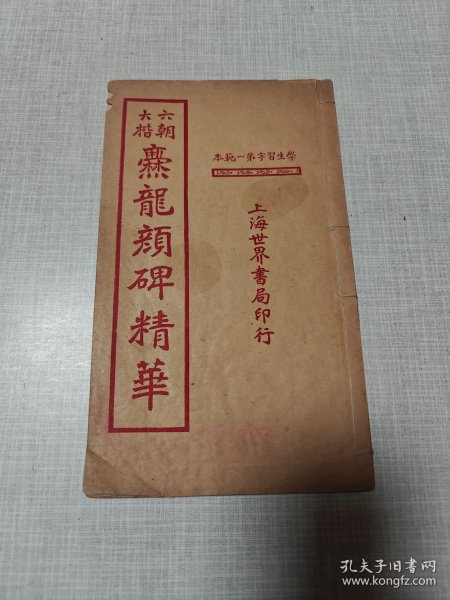 學生習字第一範本
上海世界書局印行
六朝
大楷
爨龍顏碑精華
孔夫子旧书网
www.kongfz.com